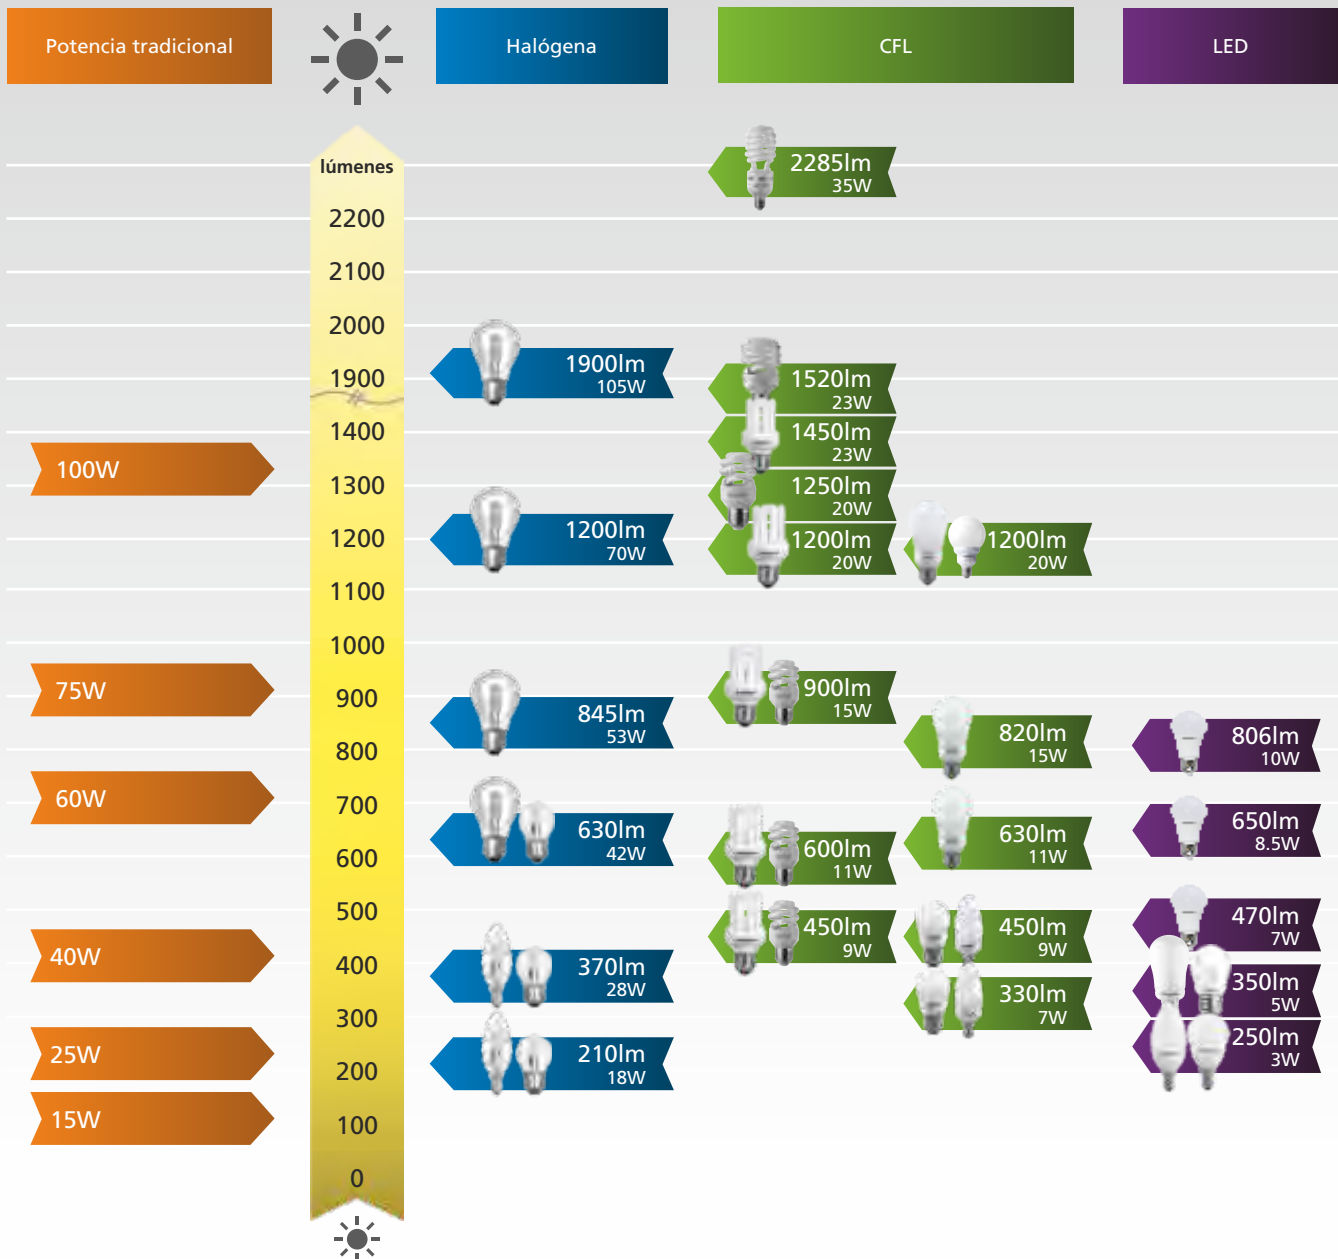 Potencia tradicional
Halógena
CFL
LED
lúmenes
2200
2100
2000
1900
1400
1300
1200
1100
1000
900
800
700
600
500
400
300
200
100
0
100W
75W
60W
40W
25W
15W
1900lm
105W
1200lm
70W
845lm
53W
630lm
42W
370lm
28W
210lm
18W
2285lm
35W
1520lm
23W
1450lm
23W
1250lm
20W
1200lm
20W
900lm
15W
600lm
11W
450lm
9W
1200lm
20W
820lm
15W
630lm
11W
450lm
9W
330lm
7W
806lm
10W
650lm
8.5W
470lm
7W
350lm
5W
250lm
3W